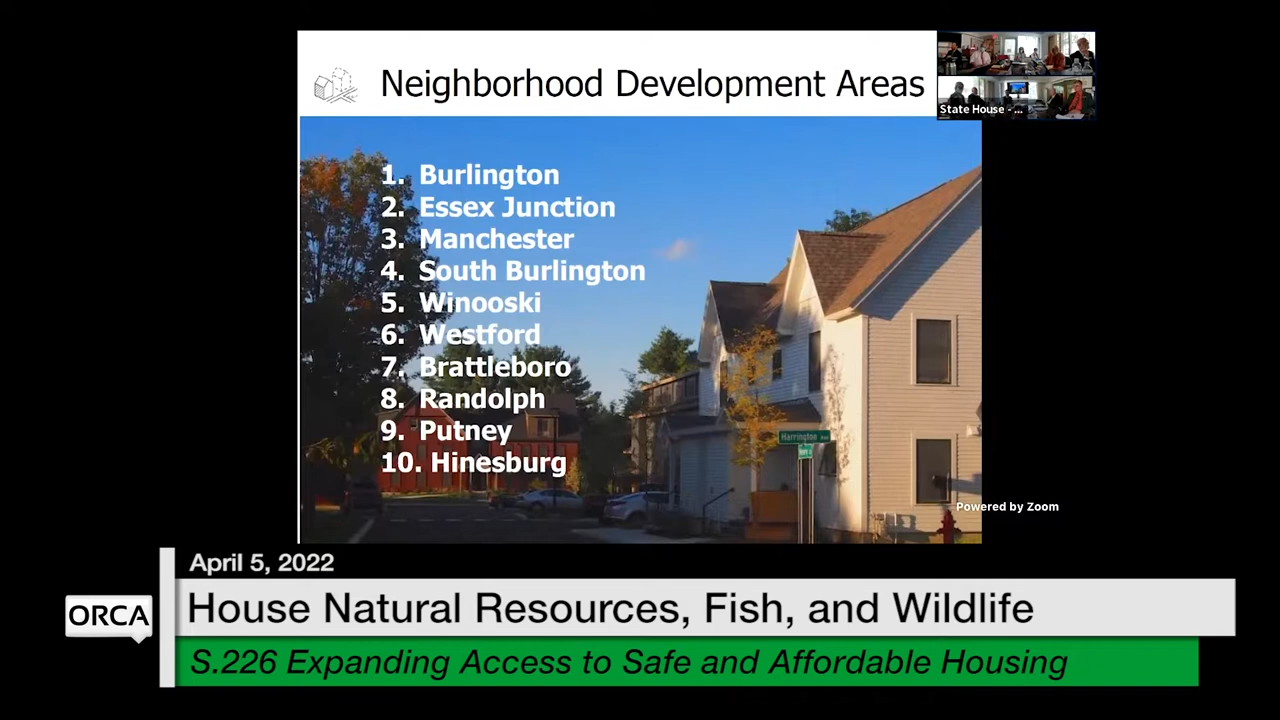 Neighborhood Development Areas
State House - ...
1. Burlington
2. Essex Junction
3. Manchester
4. South Burlington
5. Winooski
6. Westford
7. Brattleboro
8. Randolph
9. Putney
10. Hinesburg
Harrington Ave
Powered by Zoom
April 5, 2022
ORCA
House Natural Resources, Fish, and Wildlife
S.226 Expanding Access to Safe and Affordable Housing